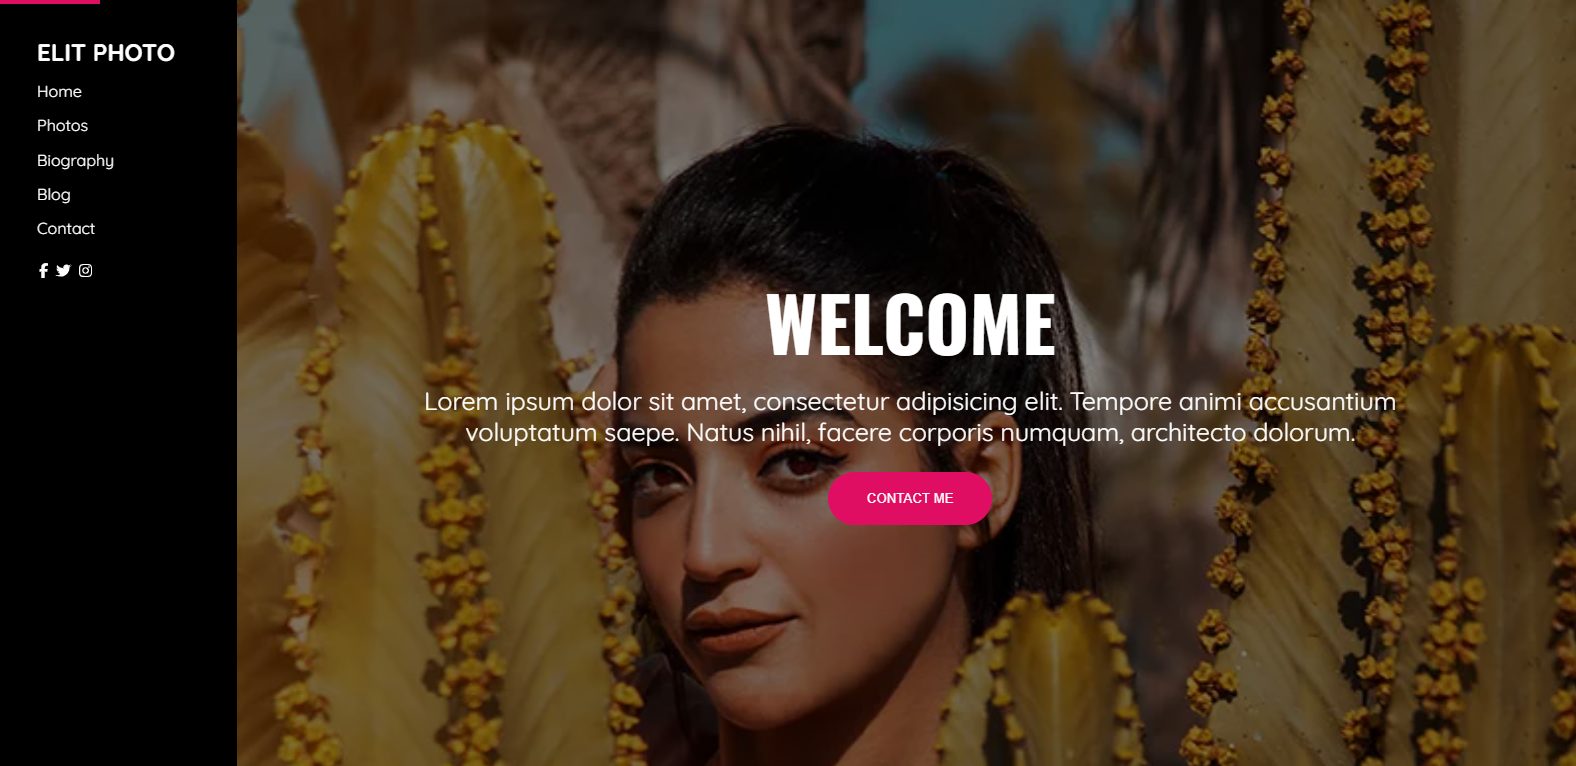 ELIT PHOTO
Home
Photos
Biography
Blog
Contact
WELCOME
Lorem ipsum dolor sit amet, consectetur adipisicing elit. Tempore animi accusantium
voluptatum saepe. Natus nihil, facere corporis numquam, architecto dolorum.
CONTACT ME